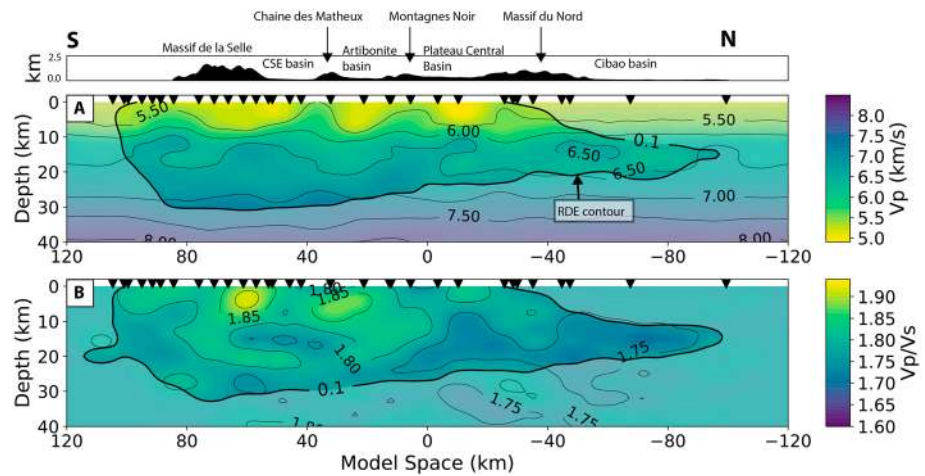 Chaine des Matheux
Montagnes Noir
Massif du Nord
S
N
Massif de la Selle
CSE basin
Artibonite
basin
Plateau Central
Basin
Cibao basin
km
2.5
0.0
A
Depth (km)
0
10
20
30
40
5.50
6.00
0.1
5.50
6.50
6.50
7.00
7.50
8.00
8.00
RDE contour
120
80
40
0
−40
−80
−120
8.0
7.5
7.0
6.5
6.0
5.5
5.0
Vp (km/s)
B
Depth (km)
0
10
20
30
40
1.80
1.85
1.85
1.80
1.75
0.1
1.75
1.75
120
80
40
0
−40
−80
−120
Model Space (km)
1.90
1.85
1.80
1.75
1.70
1.65
1.60
Vp/Vs